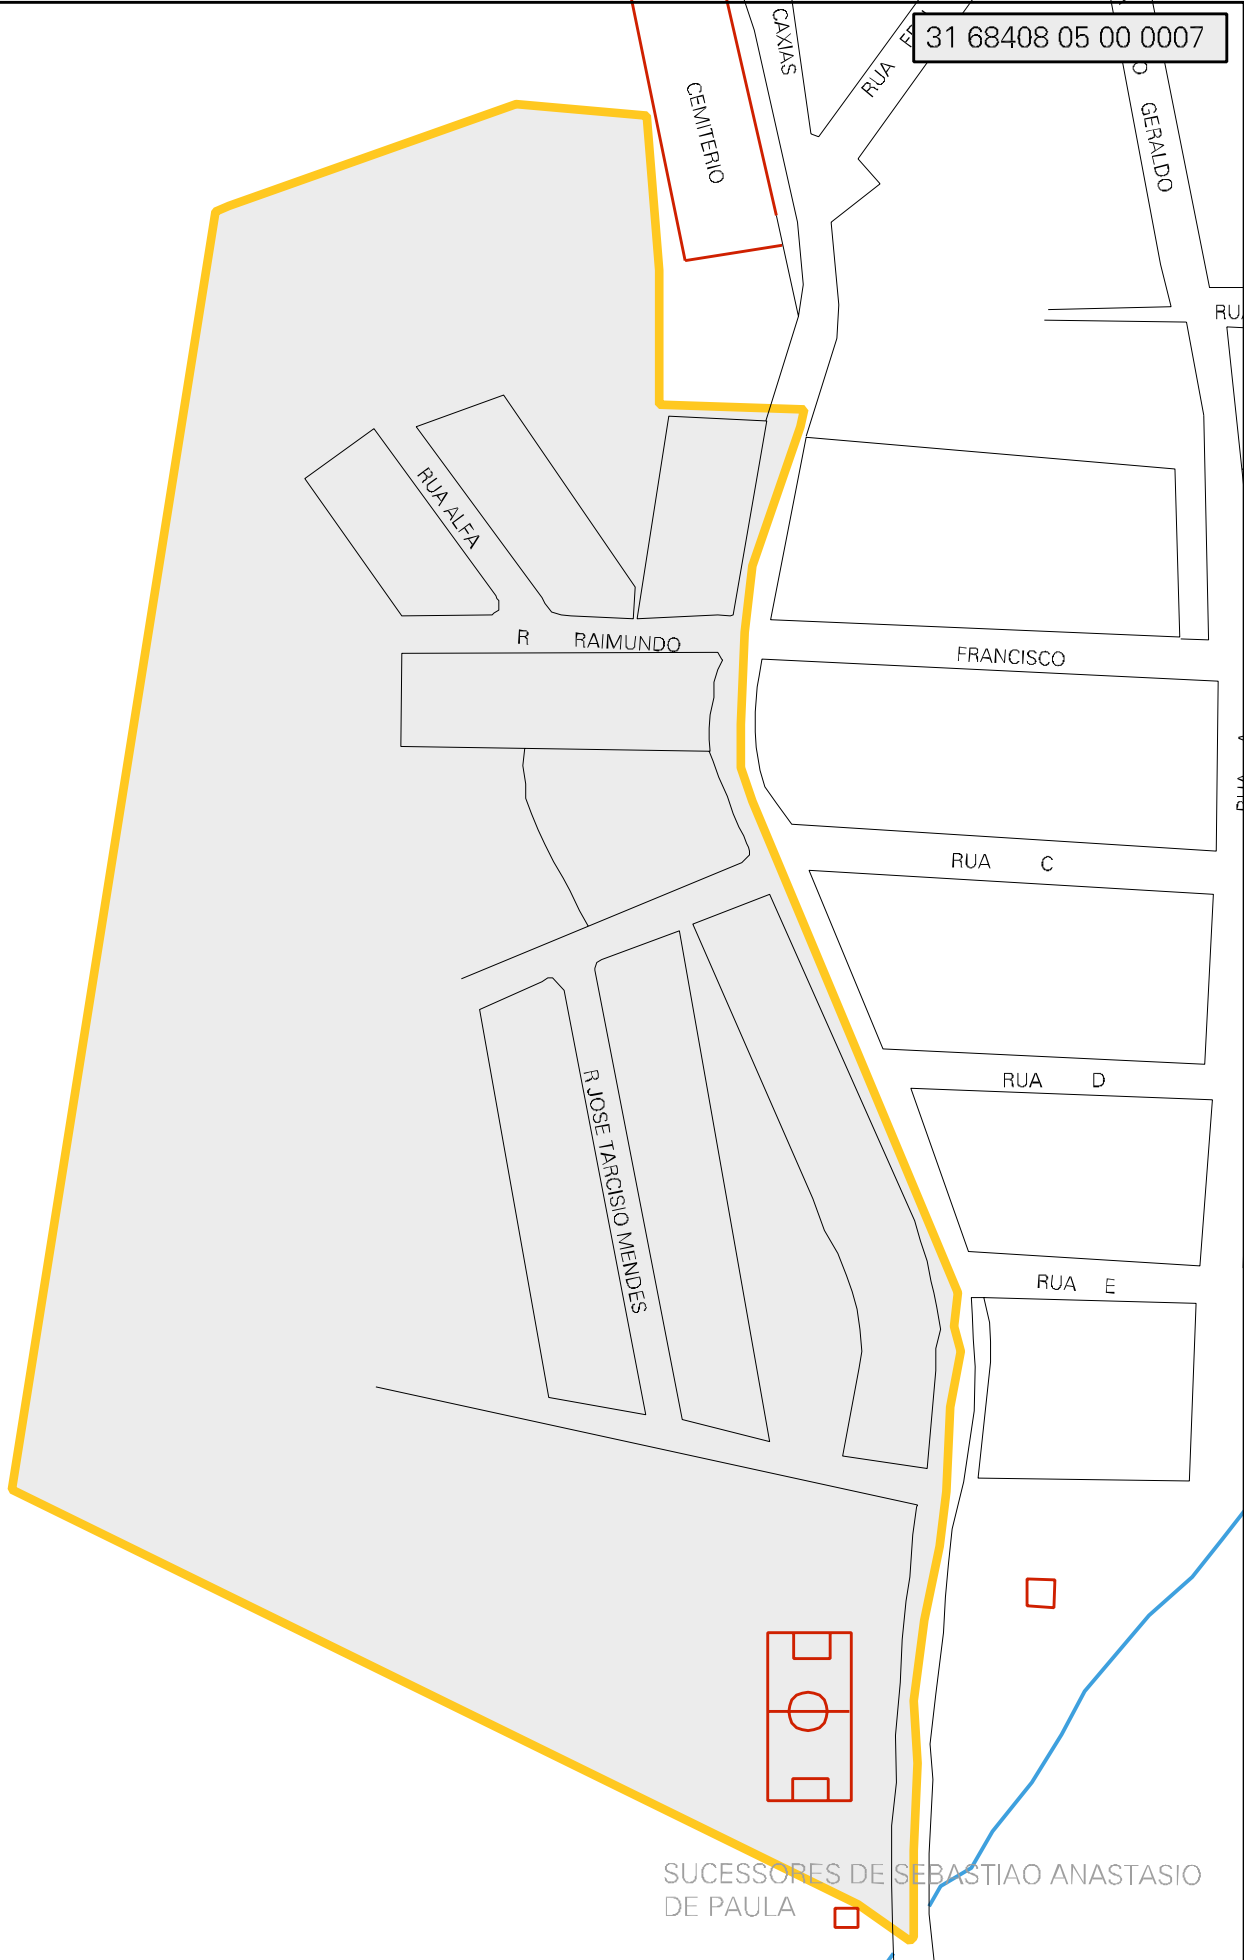 31 68408 05 00 0007
CAXIAS
RUA
CEMITERIO
GERALDO
RUA ALFA
R RAIMUNDO
FRANCISCO
RUA C
RUA D
R JOSE TARCISIO MENDES
RUA E
SUCESSORES DE SEBASTIAO ANASTASIO
DE PAULA